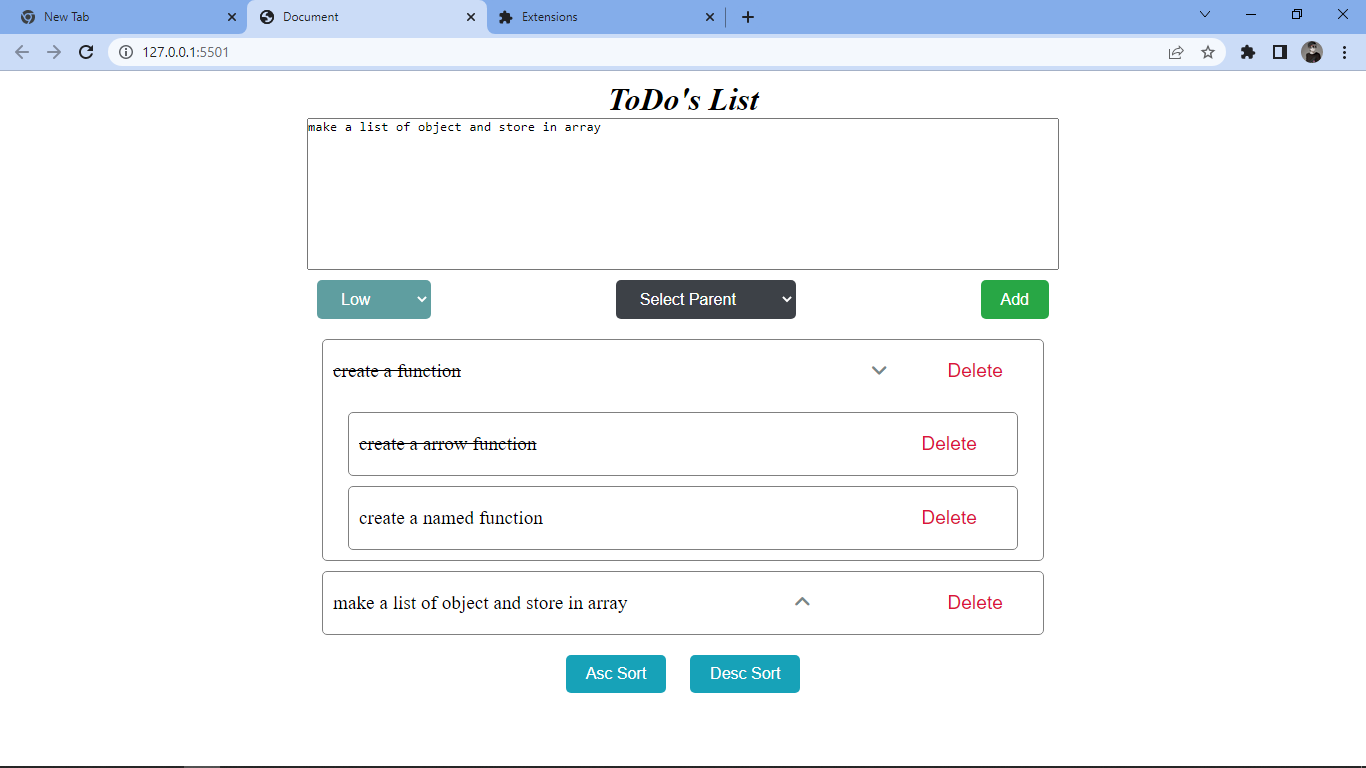 New Tab
Document
Extensions
127.0.0.1:5501
ToDo's List
make a list of object and store in array
Low
Select Parent
Add
create a function
Delete
create a arrow function
Delete
create a named function
Delete
make a list of object and store in array
Delete
Asc Sort
Desc Sort